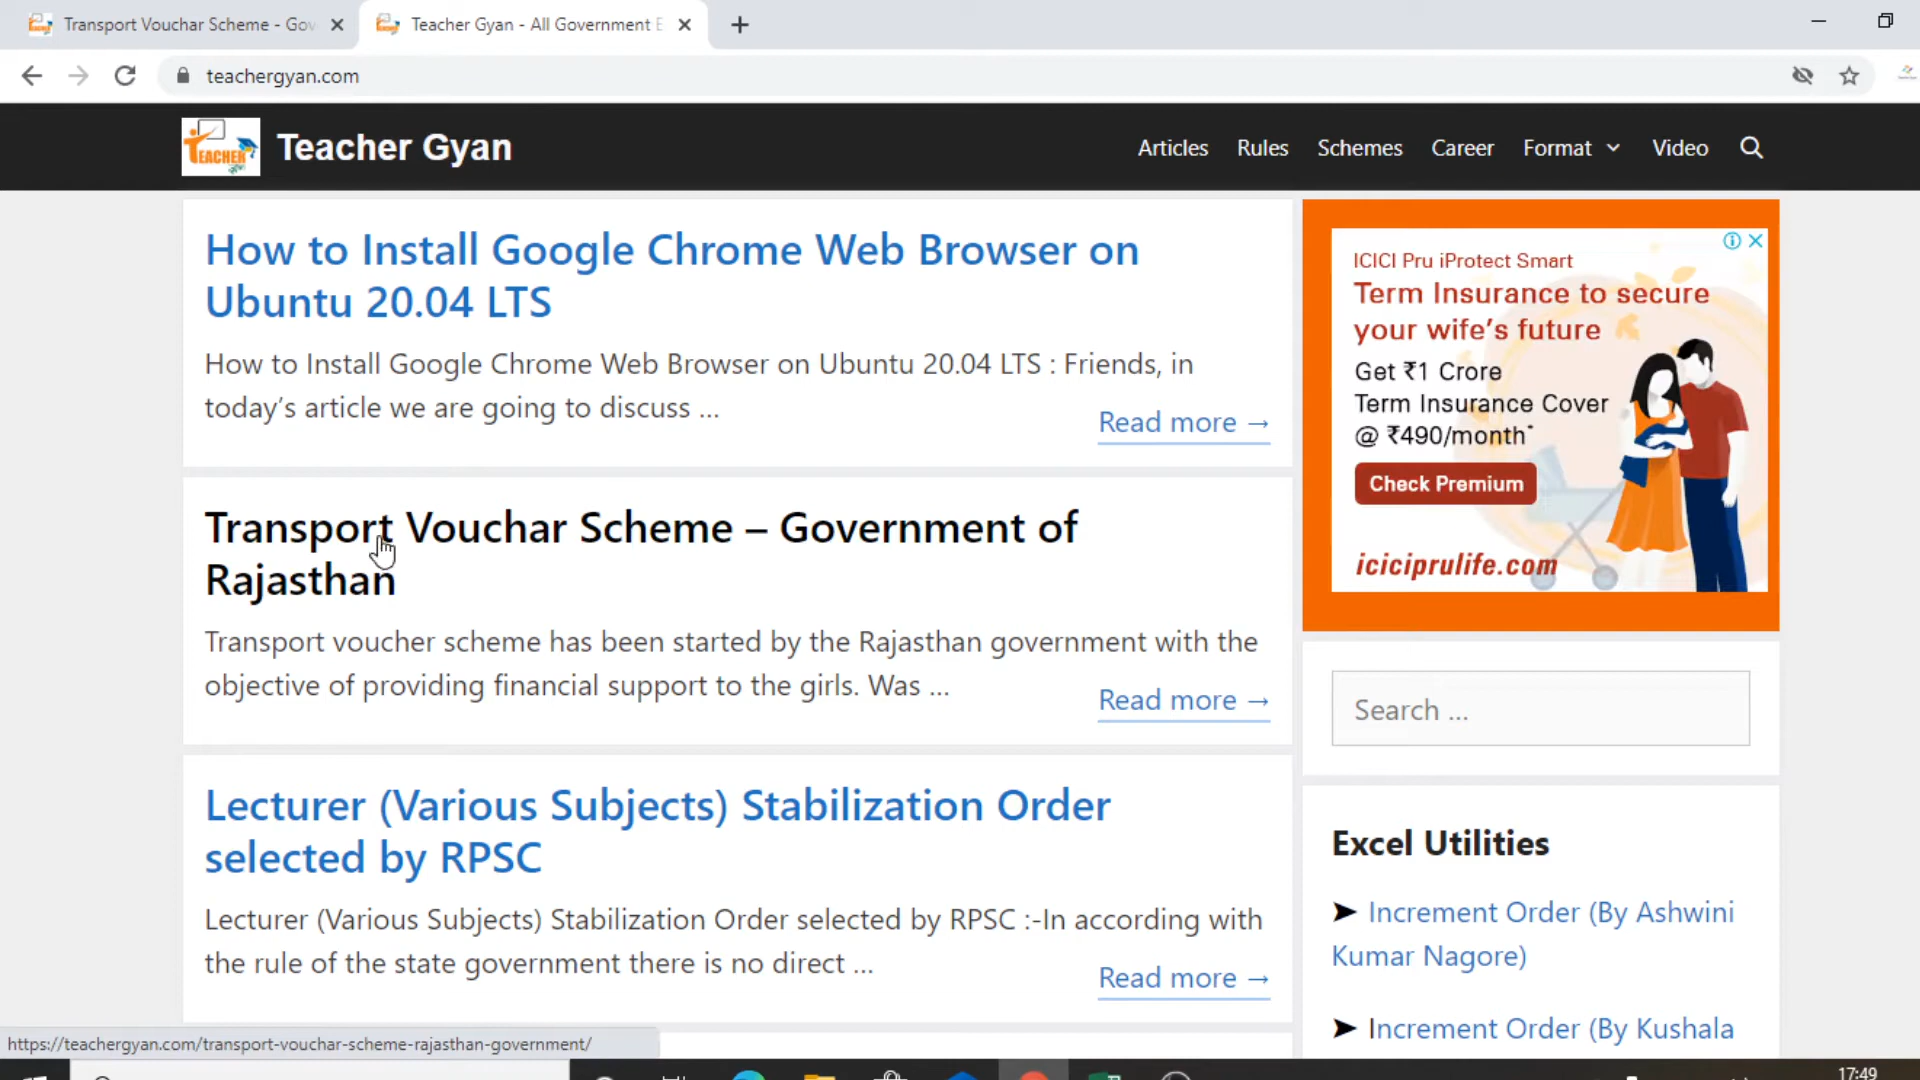 Transport Vouchar Scheme - Gov
Teacher Gyan - All Government E
teachergyan.com
TEACHER
Teacher Gyan
Articles
Rules
Schemes
Career
Format
Video
How to Install Google Chrome Web Browser on
Ubuntu 20.04 LTS
How to Install Google Chrome Web Browser on Ubuntu 20.04 LTS : Friends, in
today's article we are going to discuss ...
Read more →
Transport Vouchar Scheme – Government of
Rajasthan
Transport voucher scheme has been started by the Rajasthan government with the
objective of providing financial support to the girls. Was ...
Read more →
Lecturer (Various Subjects) Stabilization Order
selected by RPSC
Lecturer (Various Subjects) Stabilization Order selected by RPSC :-In according with
the rule of the state government there is no direct ...
Read more →
ICICI Pru iProtect Smart
Term Insurance to secure
your wife's future
Get ₹1 Crore
Term Insurance Cover
@ ₹490/month*
Check Premium
iciciprulife.com
Search ...
Excel Utilities
➤ Increment Order (By Ashwini
Kumar Nagore)
➤ Increment Order (By Kushala
https://teachergyan.com/transport-vouchar-scheme-rajasthan-government/
17:49